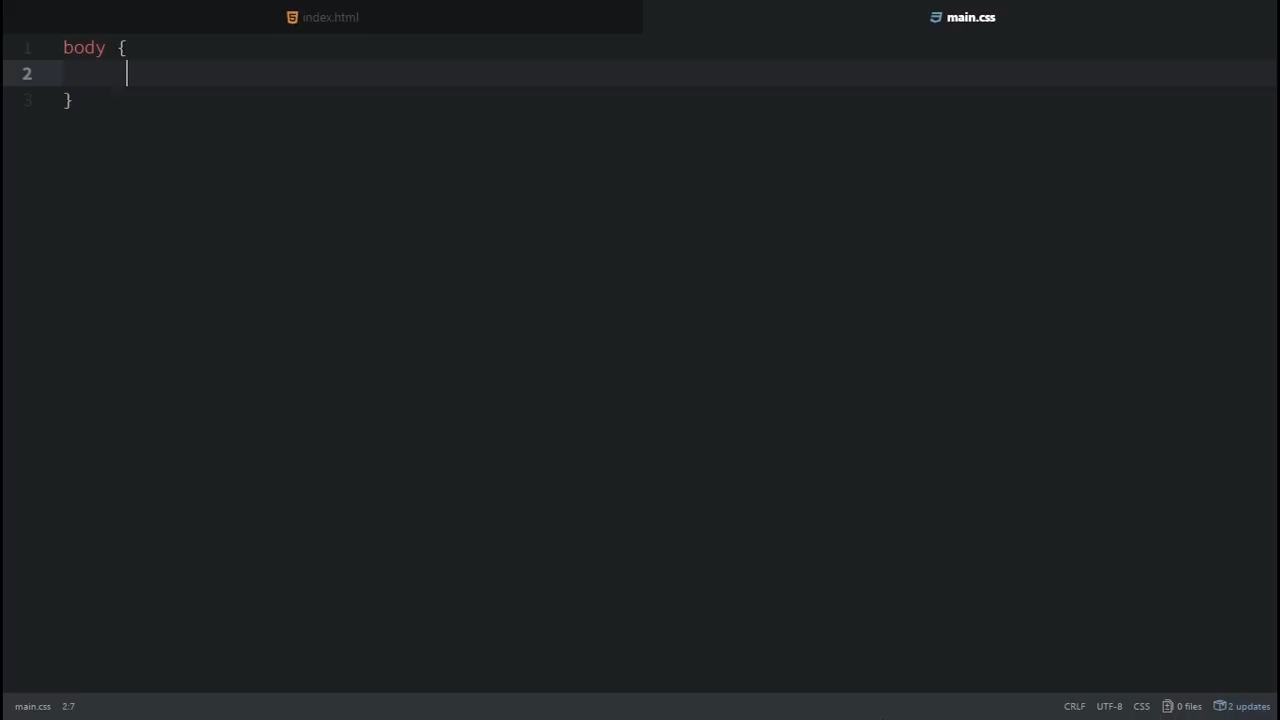 index.html
main.css
1 body {
2
3 }
main.css 2:7 CRLF UTF-8 CSS 0 files 2 updates